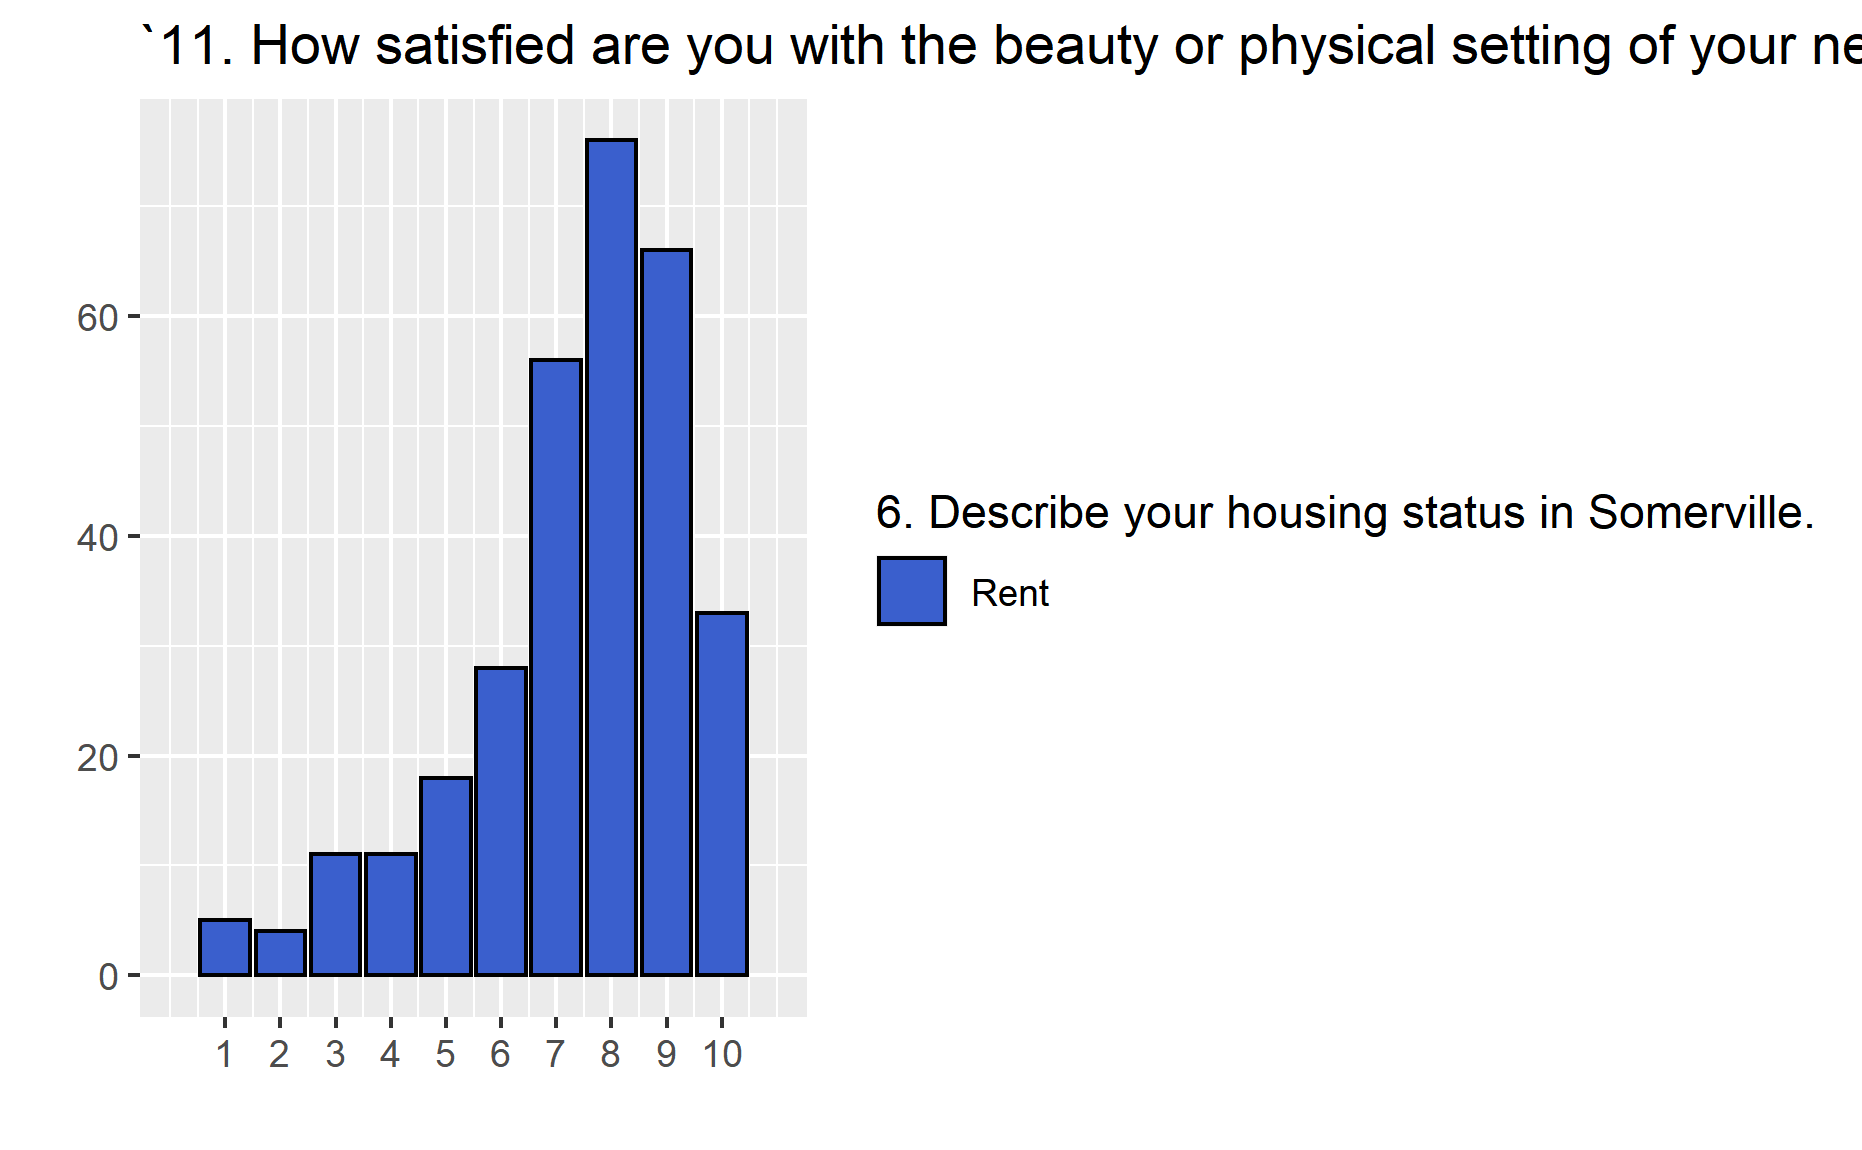 `11. How satisfied are you with the beauty or physical setting of your ne
60
40
20
0
1 2 3 4 5 6 7 8 9 10
6. Describe your housing status in Somerville.
Rent